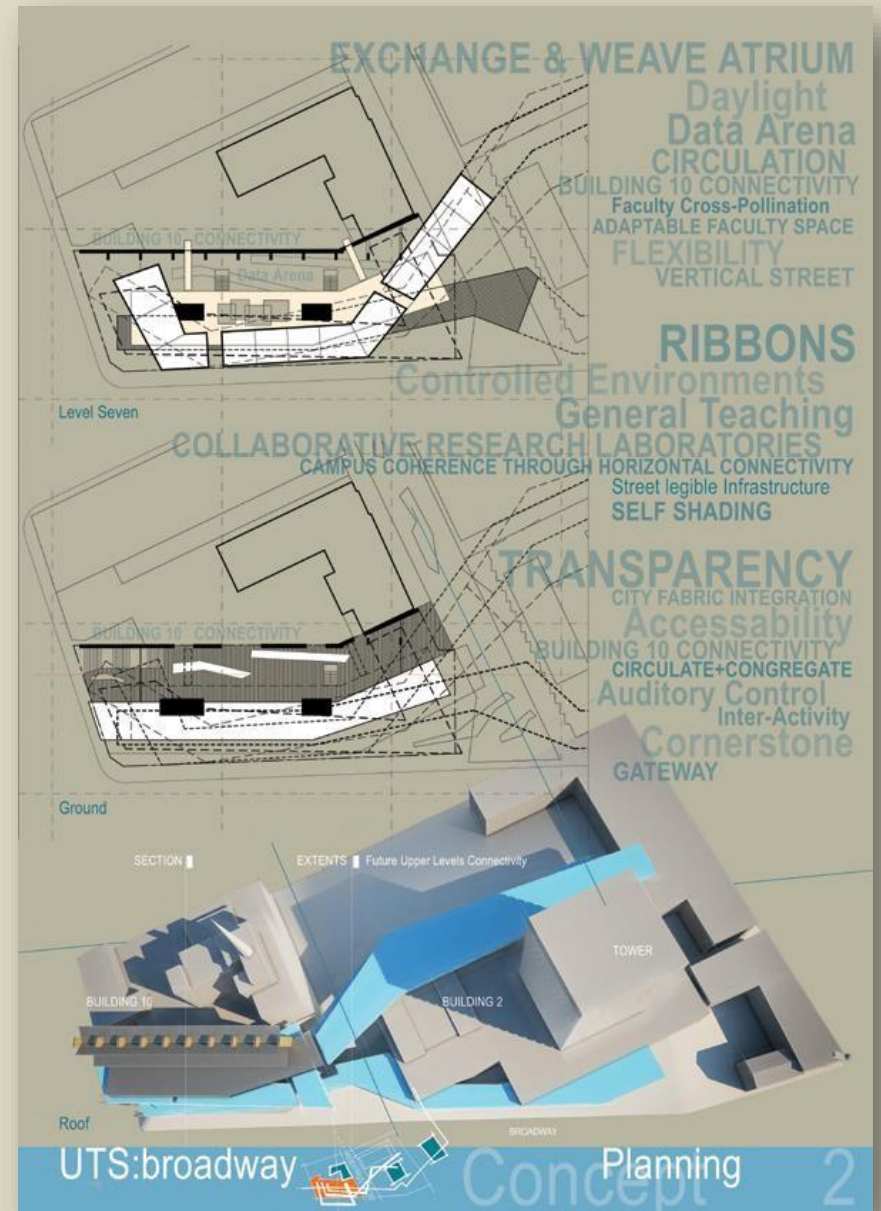 EXCHANGE & WEAVE ATRIUM
Daylight
Data Arena
CIRCULATION
BUILDING 10 CONNECTIVITY
Faculty Cross-Pollination
ADAPTABLE FACULTY SPACE
FLEXIBILITY
VERTICAL STREET
BUILDING 10 CONNECTIVITY
Data Arena
Level Seven
RIBBONS
Controlled Environments
General Teaching
COLLABORATIVE RESEARCH LABORATORIES
CAMPUS COHERENCE THROUGH HORIZONTAL CONNECTIVITY
Street legible Infrastructure
SELF SHADING
TRANSPARENCY
CITY FABRIC INTEGRATION
Accessability
BUILDING 10 CONNECTIVITY
CIRCULATE+CONGREGATE
Auditory Control
Inter-Activity
Cornerstone
GATEWAY
BUILDING 10 CONNECTIVITY
Ground
SECTION
EXTENTS
Future Upper Levels Connectivity
TOWER
BUILDING 10
BUILDING 2
Roof
BROADWAY
UTS:broadway
Concept
Planning
2